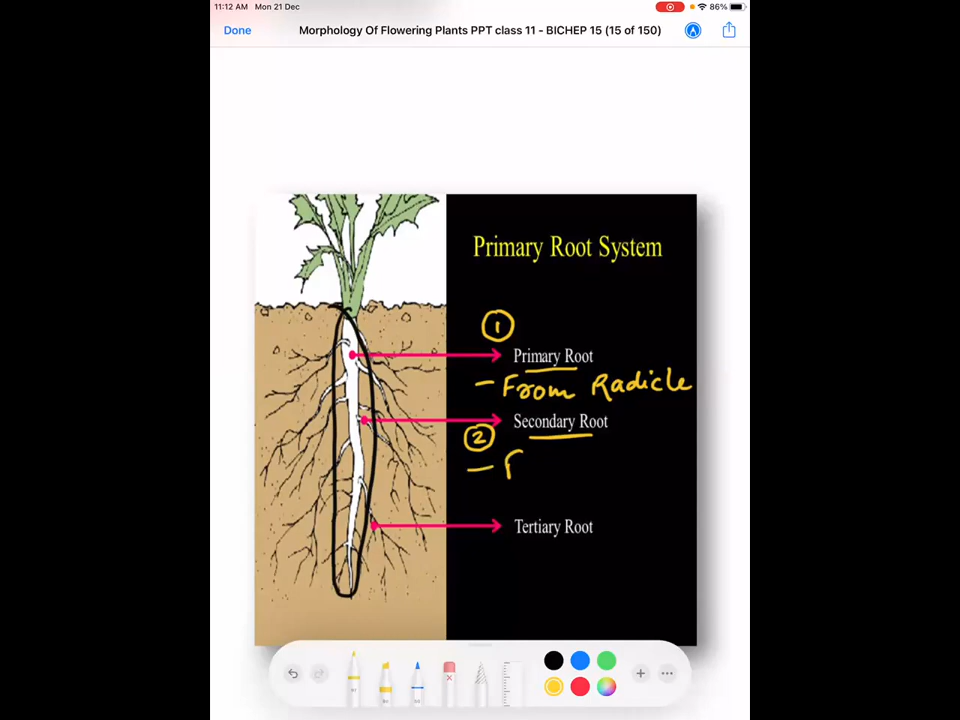 11:12 AM Mon 21 Dec
86%
Done
Morphology Of Flowering Plants PPT class 11 - BICHEP 15 (15 of 150)
Primary Root System
1
Primary Root
- From Radicle
Secondary Root
2
- F
Tertiary Root